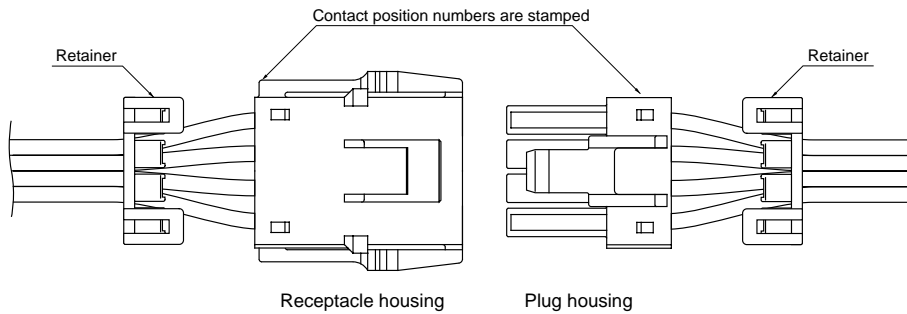 Contact position numbers are stamped
Retainer
Retainer
Receptacle housing
Plug housing